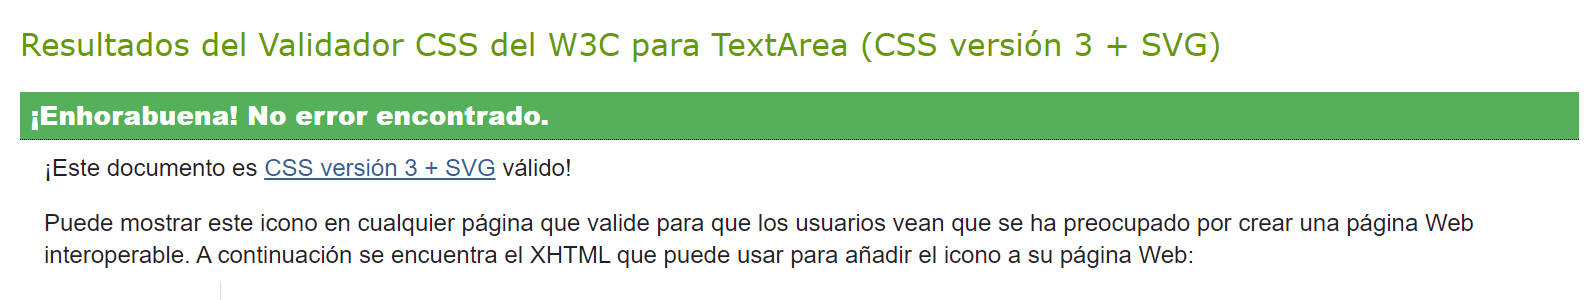 Resultados del Validador CSS del W3C para TextArea (CSS versión 3 + SVG)
¡Enhorabuena! No error encontrado.
¡Este documento es CSS versión 3 + SVG válido!
Puede mostrar este icono en cualquier página que valide para que los usuarios vean que se ha preocupado por crear una página Web
interoperable. A continuación se encuentra el XHTML que puede usar para añadir el icono a su página Web: